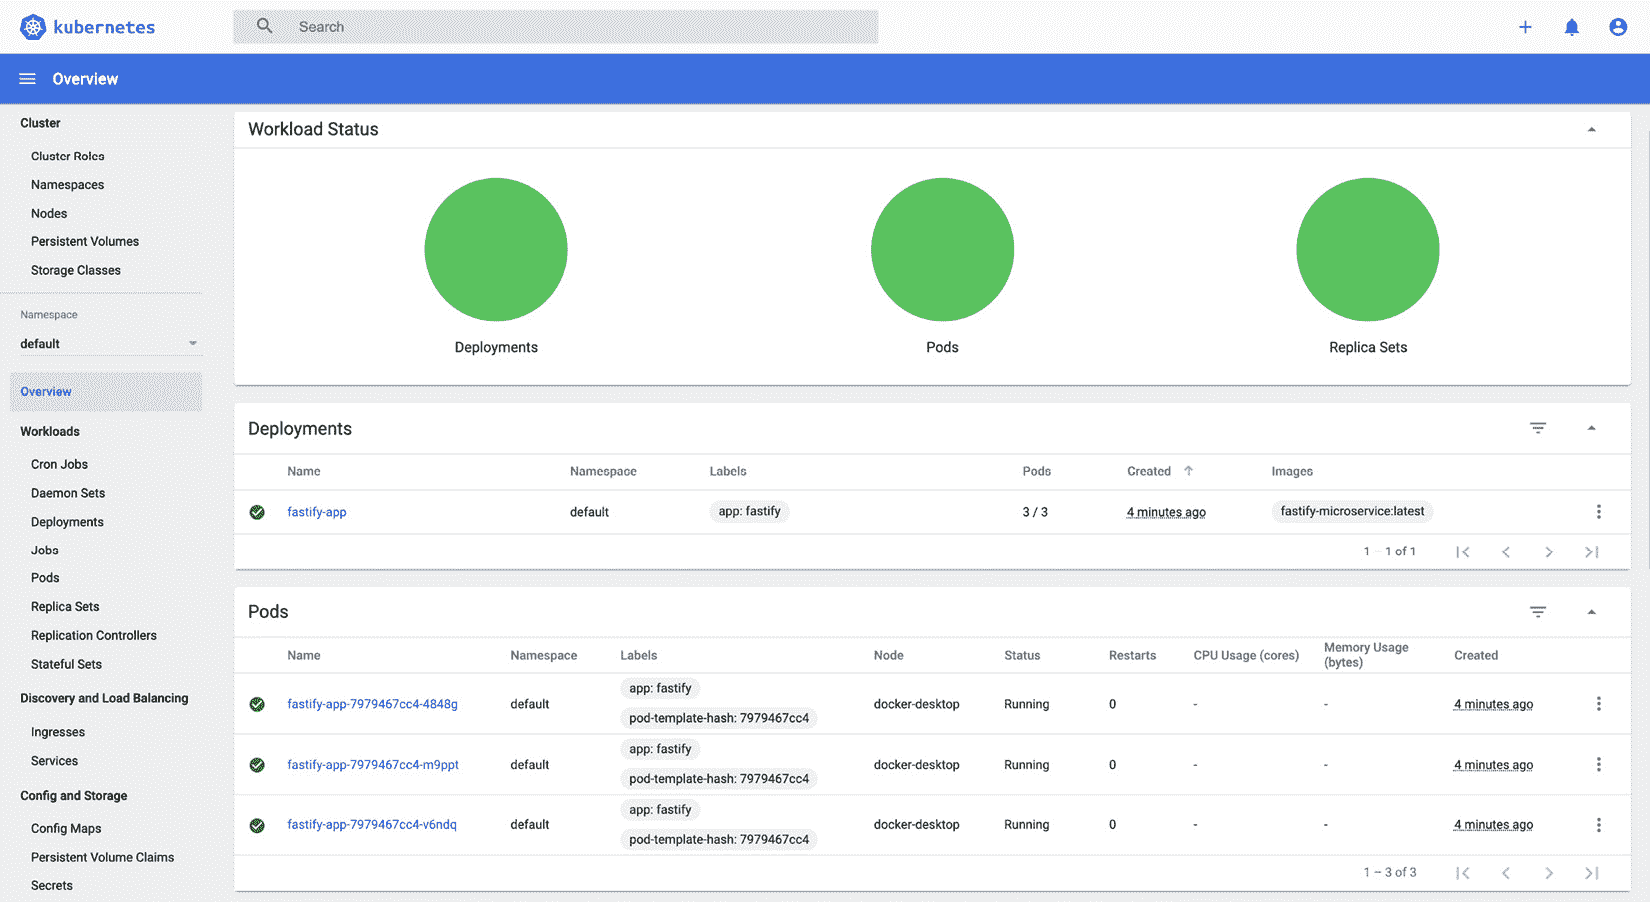 kubernetes
Search
Overview
Cluster
Cluster Roles
Namespaces
Nodes
Persistent Volumes
Storage Classes
Namespace
default
Overview
Workloads
Cron Jobs
Daemon Sets
Deployments
Jobs
Pods
Replica Sets
Replication Controllers
Stateful Sets
Discovery and Load Balancing
Ingresses
Services
Config and Storage
Config Maps
Persistent Volume Claims
Secrets
Workload Status
Deployments Pods Replica Sets
Deployments
Name Namespace Labels Pods Created Images
fastify-app default app: fastify 3 / 3 4 minutes ago fastify-microservice:latest
1 – 1 of 1
Pods
Name Namespace Labels Node Status Restarts CPU Usage (cores) Memory Usage (bytes) Created
fastify-app-7979467cc4-4848g default app: fastify docker-desktop Running 0 - - 4 minutes ago
pod-template-hash: 7979467cc4
fastify-app-7979467cc4-m9ppt default app: fastify docker-desktop Running 0 - - 4 minutes ago
pod-template-hash: 7979467cc4
fastify-app-7979467cc4-v6ndq default app: fastify docker-desktop Running 0 - - 4 minutes ago
pod-template-hash: 7979467cc4
1 – 3 of 3